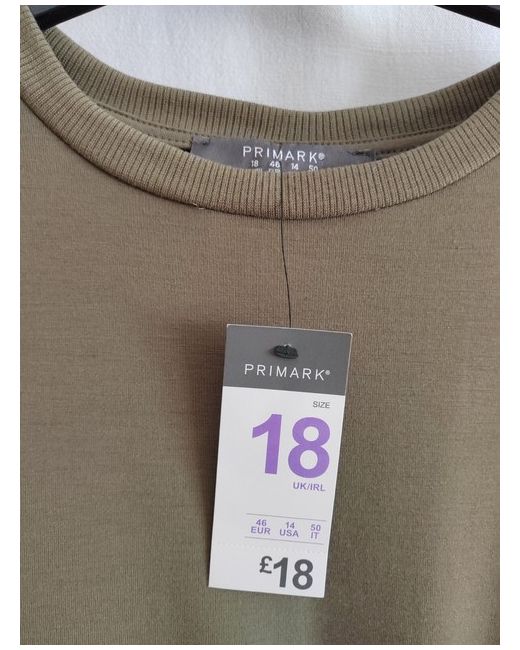 PRIMARK®
18 46 14 50
PRIMARK®
SIZE
18
UK/IRL
46 14 50
EUR USA IT
£18